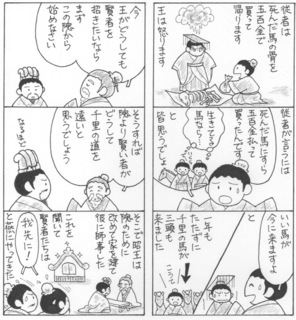 従者は
死んだ馬の骨を
五百金で
買って
帰ります
王は怒ります
従者が言うには
死んだ馬にすら
五百金払って
買ったんです。
生きてる
馬なら…
と
皆思うでしょう
いい馬が
今に来ますよ
と
一年も
たたずに
千里の馬が
三頭も
来ました
今、
王がどうしても
賢者を
招きたいなら
まず
この隗から
始めなさい
そうすれば
隗より賢い者が
どうして
千里の道を
遠いと
思うでしょう
なるほど
そこで昭王は
隗のために
改めて家を建て
彼に師事した
これを
聞いて
賢者たちは
我先に!
と燕にやってきた